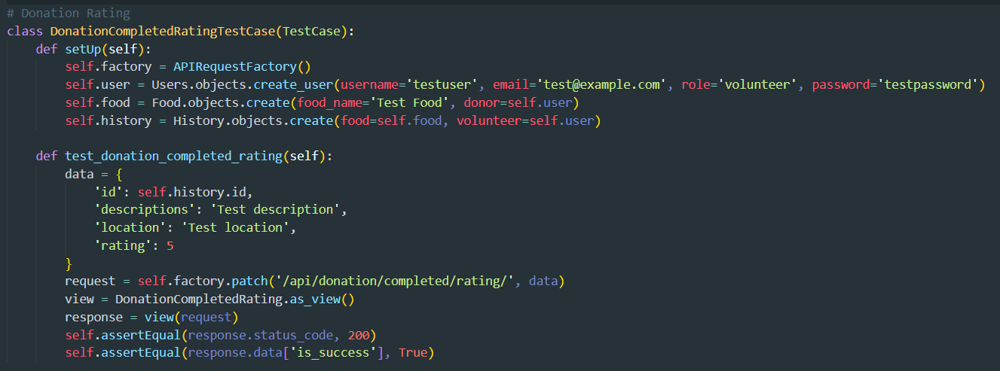 # Donation Rating
class DonationCompletedRatingTestCase(TestCase):
    def setUp(self):
        self.factory = APIRequestFactory()
        self.user = Users.objects.create_user(username='testuser', email='test@example.com', role='volunteer', password='testpassword')
        self.food = Food.objects.create(food_name='Test Food', donor=self.user)
        self.history = History.objects.create(food=self.food, volunteer=self.user)

    def test_donation_completed_rating(self):
        data = {
            'id': self.history.id,
            'descriptions': 'Test description',
            'location': 'Test location',
            'rating': 5
        }
        request = self.factory.patch('/api/donation/completed/rating/', data)
        view = DonationCompletedRating.as_view()
        response = view(request)
        self.assertEqual(response.status_code, 200)
        self.assertEqual(response.data['is_success'], True)